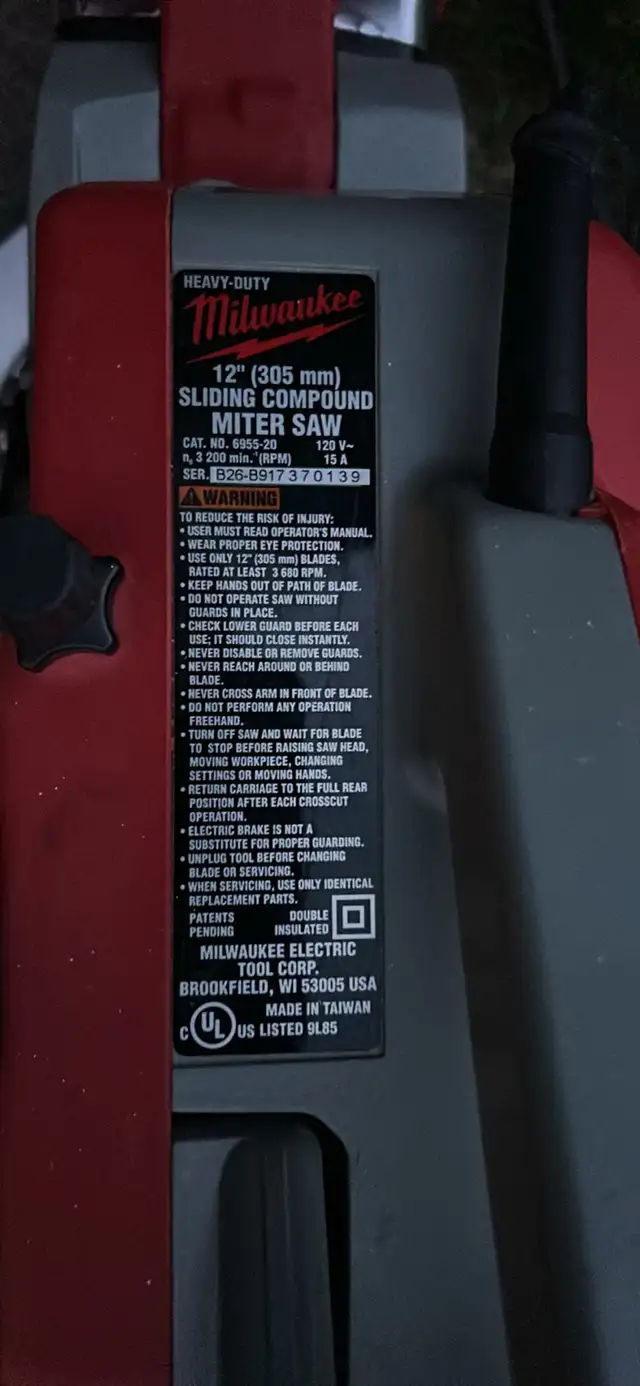 HEAVY-DUTY
Milwaukee
12" (305 mm)
SLIDING COMPOUND
MITER SAW
CAT. NO. 6955-20 120 V~
n₀ 3 200 min.⁻¹(RPM) 15 A
SER. B26-B917370139
WARNING
TO REDUCE THE RISK OF INJURY:
• USER MUST READ OPERATOR'S MANUAL.
• WEAR PROPER EYE PROTECTION.
• USE ONLY 12" (305 mm) BLADES,
RATED AT LEAST 3 680 RPM.
• KEEP HANDS OUT OF PATH OF BLADE.
• DO NOT OPERATE SAW WITHOUT
GUARDS IN PLACE.
• CHECK LOWER GUARD BEFORE EACH
USE; IT SHOULD CLOSE INSTANTLY.
• NEVER DISABLE OR REMOVE GUARDS.
• NEVER REACH AROUND OR BEHIND
BLADE.
• NEVER CROSS ARM IN FRONT OF BLADE.
• DO NOT PERFORM ANY OPERATION
FREEHAND.
• TURN OFF SAW AND WAIT FOR BLADE
TO STOP BEFORE RAISING SAW HEAD,
MOVING WORKPIECE, CHANGING
SETTINGS OR MOVING HANDS.
• RETURN CARRIAGE TO THE FULL REAR
POSITION AFTER EACH CROSSCUT
OPERATION.
• ELECTRIC BRAKE IS NOT A
SUBSTITUTE FOR PROPER GUARDING.
• UNPLUG TOOL BEFORE CHANGING
BLADE OR SERVICING.
• WHEN SERVICING, USE ONLY IDENTICAL
REPLACEMENT PARTS.
PATENTS DOUBLE
PENDING INSULATED
MILWAUKEE ELECTRIC
TOOL CORP.
BROOKFIELD, WI 53005 USA
MADE IN TAIWAN
C UL US LISTED 9L85